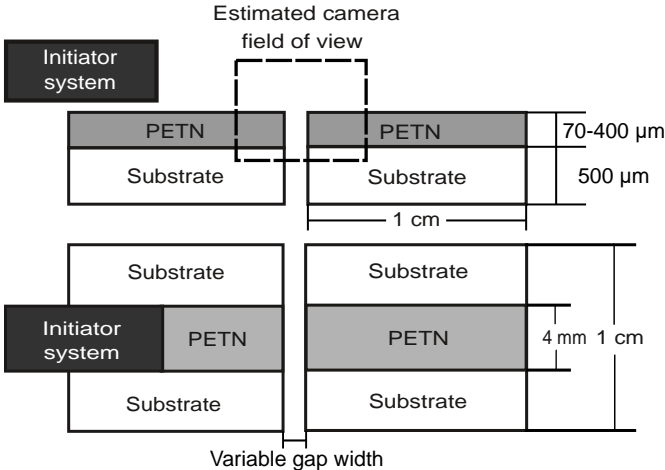 Estimated camera
field of view
Initiator
system
PETN
PETN
70-400 µm
Substrate
Substrate
500 µm
1 cm
Substrate
Substrate
Initiator
system
PETN
PETN
4 mm
1 cm
Substrate
Substrate
Variable gap width